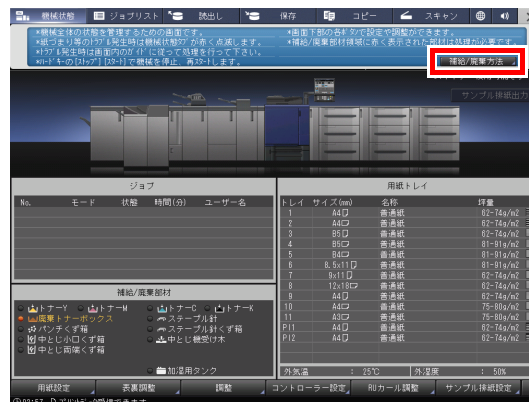 機械状態 ジョブリスト 読出し 保存 コピー スキャン
*機械全体の状態を管理するための画面です。
*紙づまり等のトラブル発生時は機械状態タブが赤く点滅します。
*トラブル発生時は画面内のガイドに従って処理を行って下さい。
*ハードキーの[ストップ][スタート]で機械を停止、再スタートします。
*画面下部の各ボタンで設定や調整ができます。
*補給/廃棄部材領域に赤く表示された部材は処理が必要です。
補給/廃棄方法
サンプル排紙出力
ジョブ
No. モード 状態 時間(分) ユーザー名
用紙トレイ
トレイ サイズ(mm) 名称 坪量
1 A4 普通紙 62-74g/m2
2 A4 普通紙 62-74g/m2
3 B5 普通紙 62-74g/m2
4 B5 普通紙 81-91g/m2
5 B4 普通紙 81-91g/m2
6 8.5x11 普通紙 81-91g/m2
7 9x11 普通紙 62-74g/m2
8 12x18 普通紙 62-74g/m2
9 A4 普通紙 62-74g/m2
10 A4 普通紙 75-80g/m2
11 A3 普通紙 75-80g/m2
PI1 A4 普通紙 62-74g/m2
PI2 A4 普通紙 62-74g/m2
補給/廃棄部材
トナーY トナーM トナーC トナーK
廃棄トナーボックス ステープル針
パンチくず箱 ステープル針くず箱
中とじ小口くず箱 中とじ機受け木
中とじ両端くず箱
加湿用タンク
外気温 : 25℃ 外湿度 : 50%
用紙設定 表裏調整 調整 コントローラー設定 RUカール調整 サンプル排紙設定